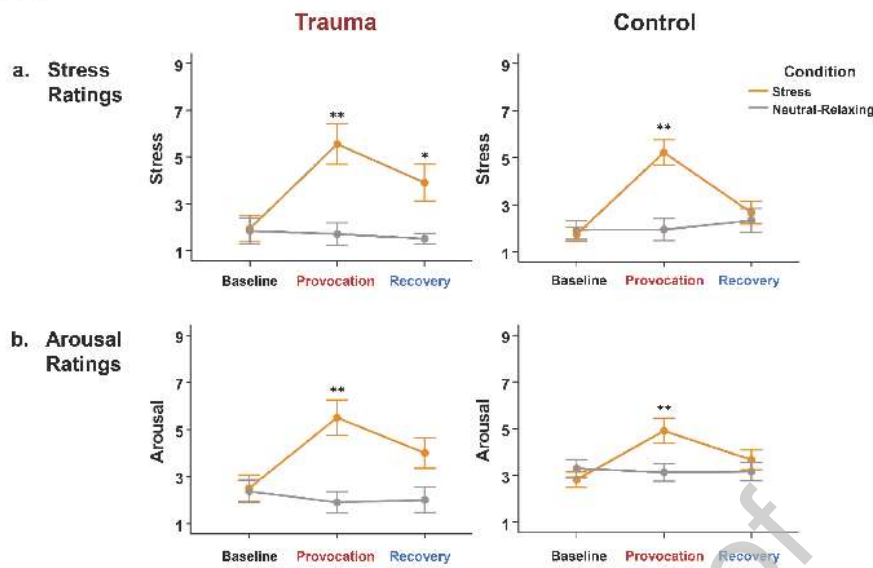 Trauma
Control
a. Stress
Ratings
9
7
5
3
1
Stress
**
*
Baseline
Provocation
Recovery
9
7
5
3
1
Stress
**
Condition
Stress
Neutral-Relaxing
Baseline
Provocation
Recovery
b. Arousal
Ratings
9
7
5
3
1
Arousal
**
Baseline
Provocation
Recovery
9
7
5
3
1
Arousal
**
Baseline
Provocation
Recovery